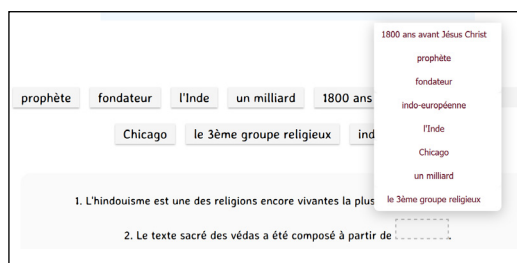 1800 ans avant Jésus Christ
prophète
fondateur
indo-européenne
l'Inde
Chicago
un milliard
le 3ème groupe religieux
prophète fondateur l'Inde un milliard 1800 ans
Chicago le 3ème groupe religieux ind
1. L'hindouisme est une des religions encore vivantes la plus
2. Le texte sacré des védas a été composé à partir de .